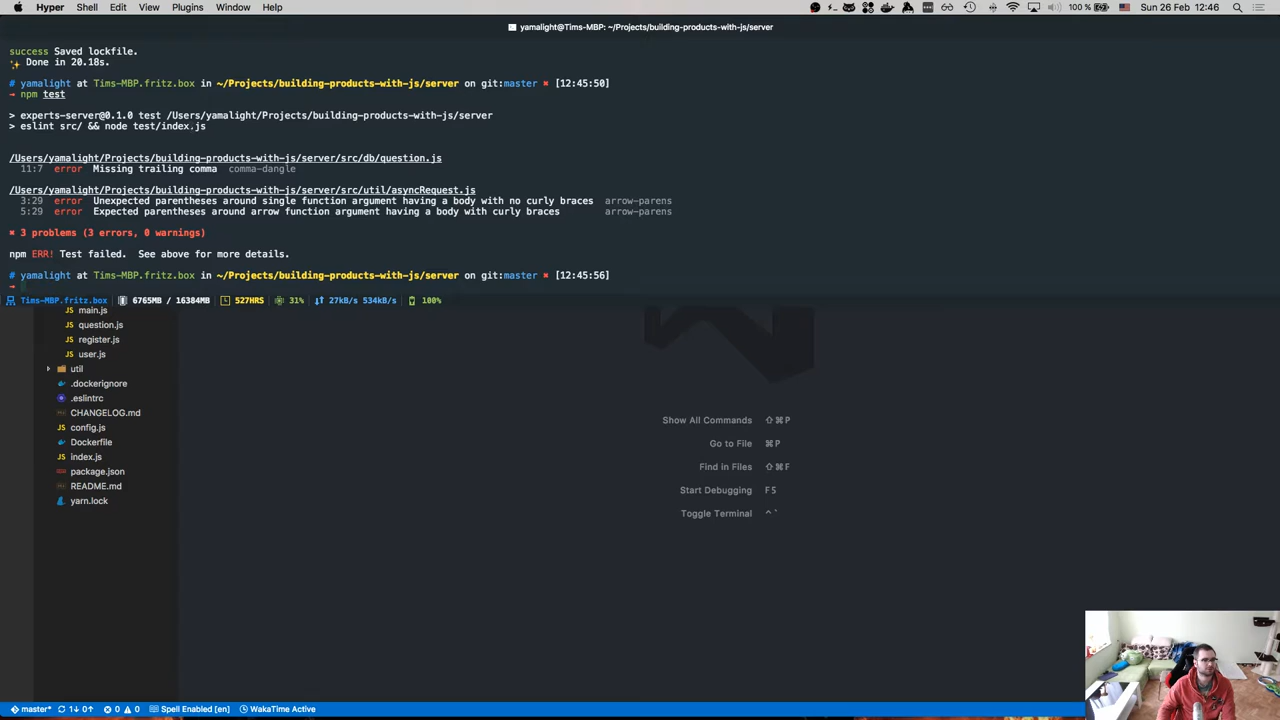 Hyper Shell Edit View Plugins Window Help 100 % Sun 26 Feb 12:46
yamalight@Tims-MBP: ~/Projects/building-products-with-js/server
success Saved lockfile.
✨ Done in 20.18s.
# yamalight at Tims-MBP.fritz.box in ~/Projects/building-products-with-js/server on git:master ✖ [12:45:50]
→ npm test
> experts-server@0.1.0 test /Users/yamalight/Projects/building-products-with-js/server
> eslint src/ && node test/index.js
/Users/yamalight/Projects/building-products-with-js/server/src/db/question.js
11:7 error Missing trailing comma comma-dangle
/Users/yamalight/Projects/building-products-with-js/server/src/util/asyncRequest.js
3:29 error Unexpected parentheses around single function argument having a body with no curly braces arrow-parens
5:29 error Expected parentheses around arrow function argument having a body with curly braces arrow-parens
✖ 3 problems (3 errors, 0 warnings)
npm ERR! Test failed. See above for more details.
# yamalight at Tims-MBP.fritz.box in ~/Projects/building-products-with-js/server on git:master ✖ [12:45:56]
→
Tims-MBP.fritz.box 6765MB / 16384MB 527HRS 31% 27kB/s 534kB/s 100%
JS main.js
JS question.js
JS register.js
JS user.js
util
.dockerignore
.eslintrc
CHANGELOG.md
JS config.js
Dockerfile
JS index.js
package.json
README.md
yarn.lock
Show All Commands ⇧⌘P
Go to File ⌘P
Find in Files ⇧⌘F
Start Debugging F5
Toggle Terminal ⌃`
master* 1↓ 0↑ 0 0 Spell Enabled [en] WakaTime Active